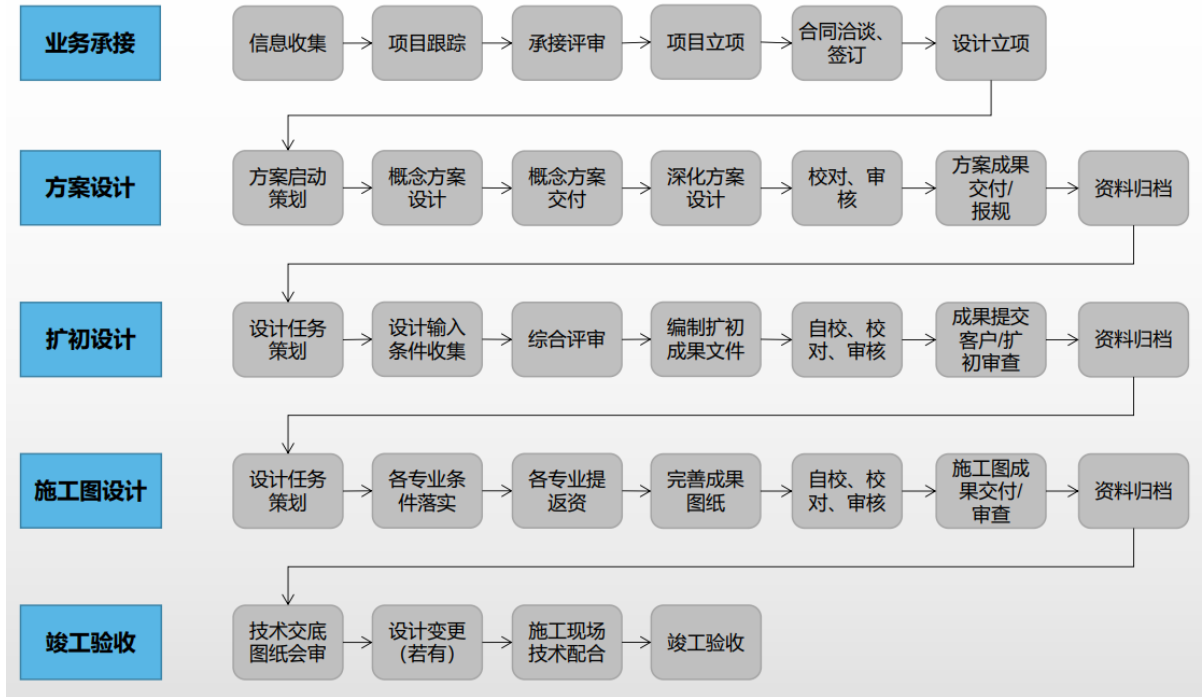 业务承接
信息收集
项目跟踪
承接评审
项目立项
合同洽谈、
签订
设计立项
方案设计
方案启动
策划
概念方案
设计
概念方案
交付
深化方案
设计
校对、审
核
方案成果
交付/
报规
资料归档
扩初设计
设计任务
策划
设计输入
条件收集
综合评审
编制扩初
成果文件
自校、校
对、审核
成果提交
客户/扩
初审查
资料归档
施工图设计
设计任务
策划
各专业条
件落实
各专业提
返资
完善成果
图纸
自校、校
对、审核
施工图成
果交付/
审查
资料归档
竣工验收
技术交底
图纸会审
设计变更
（若有）
施工现场
技术配合
竣工验收